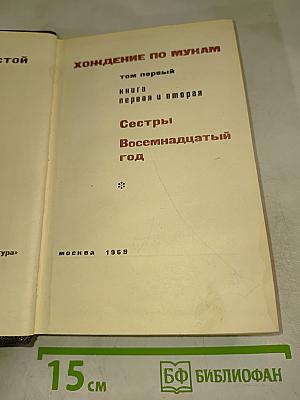 стой
ХОЖДЕНИЕ ПО МУКАМ
том первый
книга
первая и вторая
Сестры
Восемнадцатый
год
*
тура»
москва 1969
15 см
БФ БИБЛИОФАН